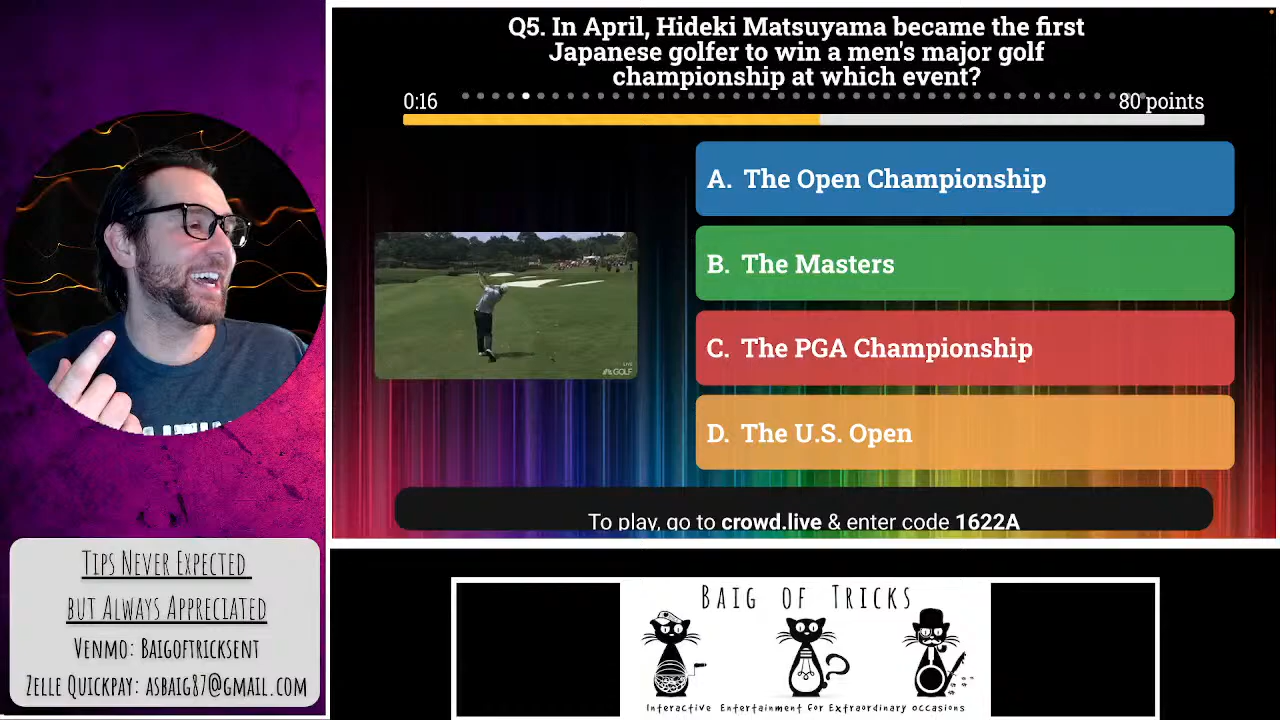 Q5. In April, Hideki Matsuyama became the first
Japanese golfer to win a men's major golf
championship at which event?
0:16
80 points
A. The Open Championship
B. The Masters
C. The PGA Championship
D. The U.S. Open
LIVE
GOLF
To play, go to crowd.live & enter code 1622A
Tips Never Expected
but Always Appreciated
Venmo: Baigoftricksent
Zelle Quickpay: asbaig87@gmail.com
Baig of Tricks
Interactive Entertainment for Extraordinary Occasions